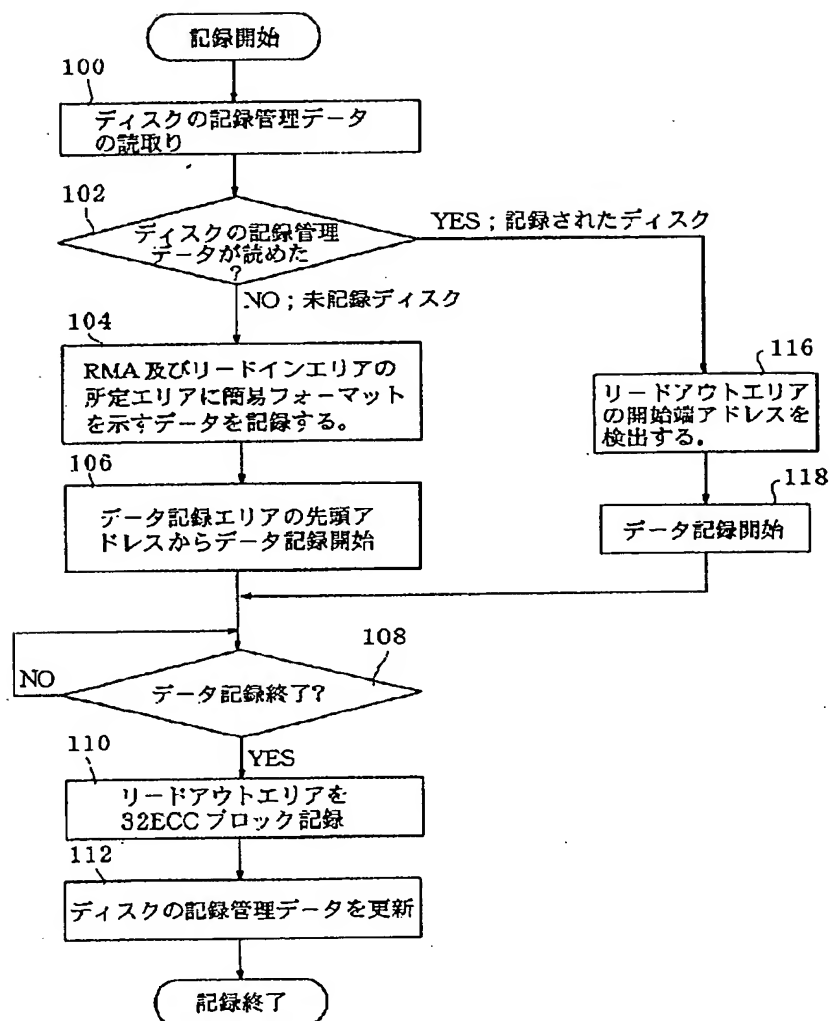 記録開始
100
ディスクの記録管理データ
の読取り
102
ディスクの記録管理
データが読めた
?
YES;記録されたディスク
NO;未記録ディスク
104
RMA及びリードインエリアの
所定エリアに簡易フォーマット
を示すデータを記録する。
116
リードアウトエリア
の開始端アドレスを
検出する.
106
データ記録エリアの先頭ア
ドレスからデータ記録開始
118
データ記録開始
108
NO
データ記録終了?
YES
110
リードアウトエリアを
32ECCブロック記録
112
ディスクの記録管理データを更新
記録終了